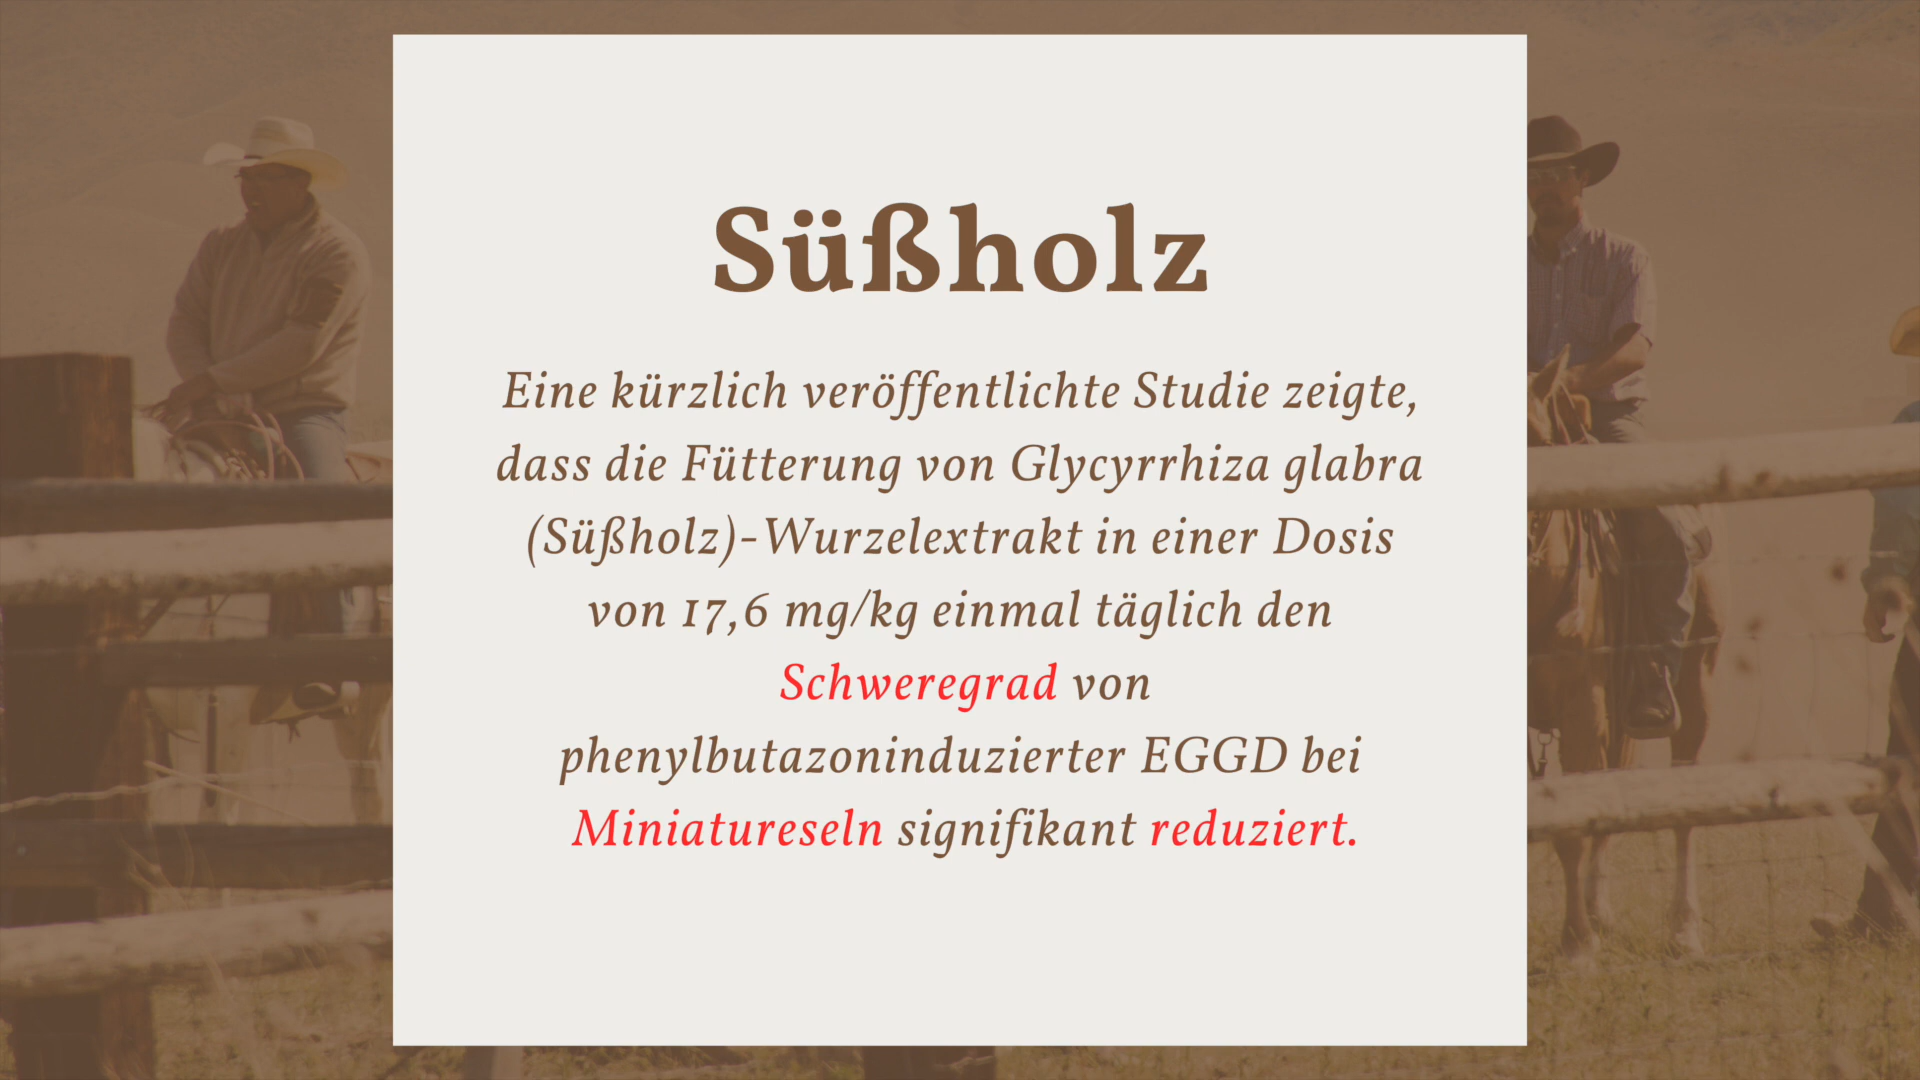 Süßholz
Eine kürzlich veröffentlichte Studie zeigte,
dass die Fütterung von Glycyrrhiza glabra
(Süßholz)-Wurzelextrakt in einer Dosis
von 17,6 mg/kg einmal täglich den
Schweregrad von
phenylbutazoninduzierter EGGD bei
Miniatureseln signifikant reduziert.